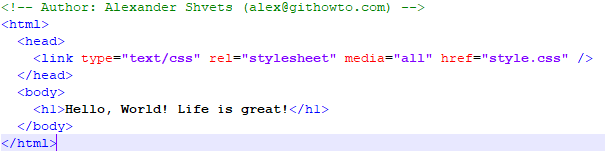 <!-- Author: Alexander Shvets (alex@githowto.com) -->
<html>
  <head>
    <link type="text/css" rel="stylesheet" media="all" href="style.css" />
  </head>
  <body>
    <h1>Hello, World! Life is great!</h1>
  </body>
</html>